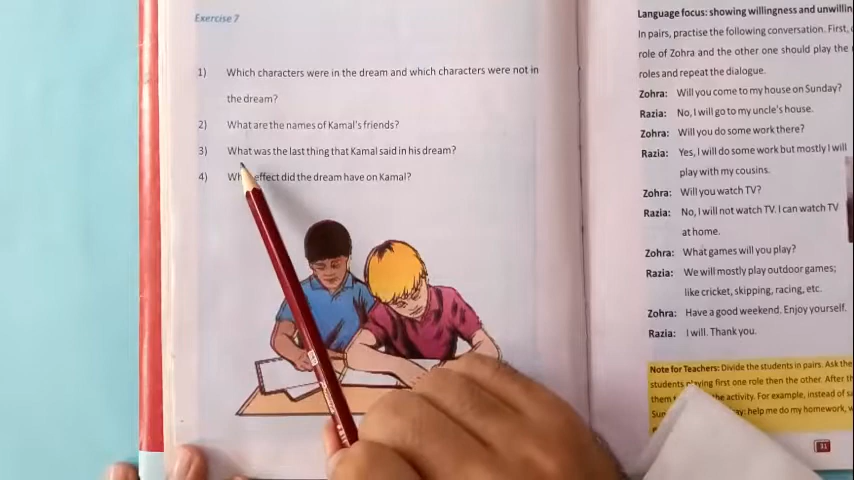 Exercise 7
1) Which characters were in the dream and which characters were not in
the dream?
2) What are the names of Kamal's friends?
3) What was the last thing that Kamal said in his dream?
4) effect did the dream have on Kamal?
Language focus: showing willingness and
In pairs, practise the following conversation. First,
role of Zohra and the other one should play the
roles and repeat the dialogue.
Zohra: Will you come to my house on Sunday?
Razia: No, I will go to my uncle's house.
Zohra: Will you do some work there?
Razia: Yes, I will do some work but mostly I will
play with my cousins.
Zohra: Will you watch TV?
Razia: No, I will not watch TV. I can watch TV
at home.
Zohra: What games will you play?
Razia: We will mostly play outdoor games;
like cricket, skipping, racing, etc.
Zohra: Have a good weekend. Enjoy yourself.
Razia: I will. Thank you.
Note for Teachers: Divide the students in pairs. Ask the
students playing first one role then the other. After
the activity. For example, instead of
help me do my homework,
31